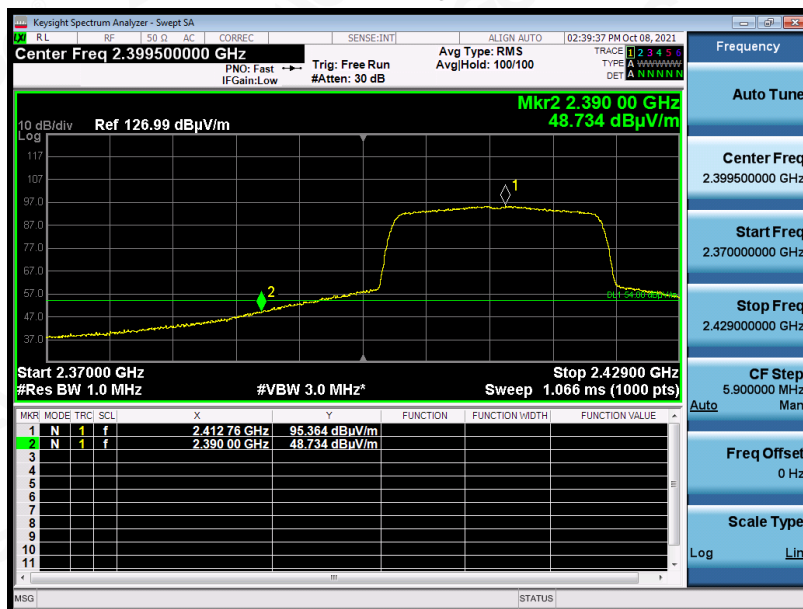 Keysight Spectrum Analyzer - Swept SA
LXI RL RF 50 Ω AC CORREC SENSE:INT ALIGN AUTO 02:39:37 PM Oct 08, 2021
Center Freq 2.399500000 GHz
PNO: Fast
IFGain:Low
Trig: Free Run
#Atten: 30 dB
Avg Type: RMS
Avg|Hold: 100/100
TRACE 1 2 3 4 5 6
TYPE A WWWWW
DET A N N N N N
Mkr2 2.390 00 GHz
48.734 dBµV/m
10 dB/div Ref 126.99 dBµV/m
Log
117
107
97.0
87.0
77.0
67.0
57.0
47.0
37.0
1
2
DL1 54.00 dBµV/m
Start 2.37000 GHz Stop 2.42900 GHz
#Res BW 1.0 MHz #VBW 3.0 MHz* Sweep 1.066 ms (1000 pts)
MKR MODE TRC SCL X Y FUNCTION FUNCTION WIDTH FUNCTION VALUE
1 N 1 f 2.412 76 GHz 95.364 dBµV/m
2 N 1 f 2.390 00 GHz 48.734 dBµV/m
3
4
5
6
7
8
9
10
11
MSG STATUS
Frequency
Auto Tune
Center Freq
2.399500000 GHz
Start Freq
2.370000000 GHz
Stop Freq
2.429000000 GHz
CF Step
5.900000 MHz
Auto Man
Freq Offset
0 Hz
Scale Type
Log Lin